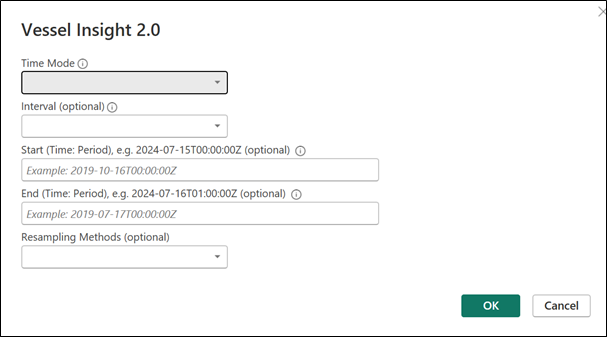 Vessel Insight 2.0
Time Mode
Interval (optional)
Start (Time: Period), e.g. 2024-07-15T00:00:00Z (optional)
Example: 2019-10-16T00:00:00Z
End (Time: Period), e.g. 2024-07-16T01:00:00Z (optional)
Example: 2019-07-17T00:00:00Z
Resampling Methods (optional)
OK Cancel